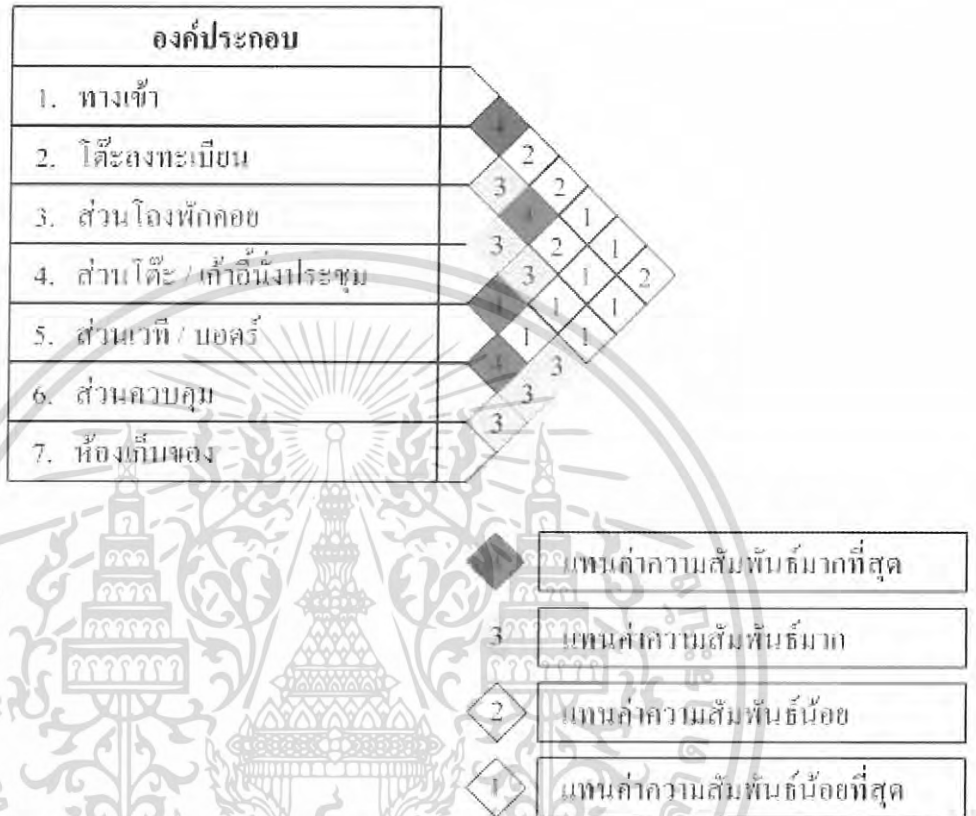 องค์ประกอบ
1. ทางเข้า
2. โต๊ะลงทะเบียน
3. ส่วนโถงพักคอย
4. ส่วนโต๊ะ / เก้าอี้นั่งประชุม
5. ส่วนเวที / บอร์ด
6. ส่วนควบคุม
7. ห้องเก็บของ
4
2
3 2
4 1
3 2 1
3 1 2
4 1 1
1 1
4 3
3
3
4 แทนค่าความสัมพันธ์มากที่สุด
3 แทนค่าความสัมพันธ์มาก
2 แทนค่าความสัมพันธ์น้อย
1 แทนค่าความสัมพันธ์น้อยที่สุด